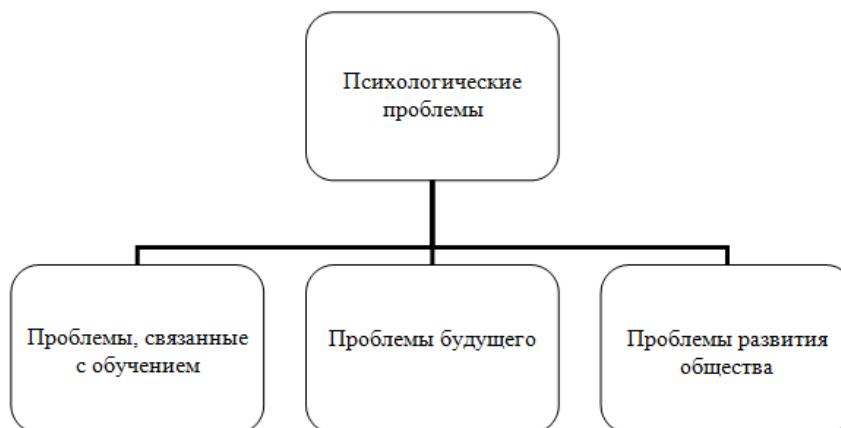 Психологические
проблемы
Проблемы, связанные
с обучением
Проблемы будущего
Проблемы развития
общества